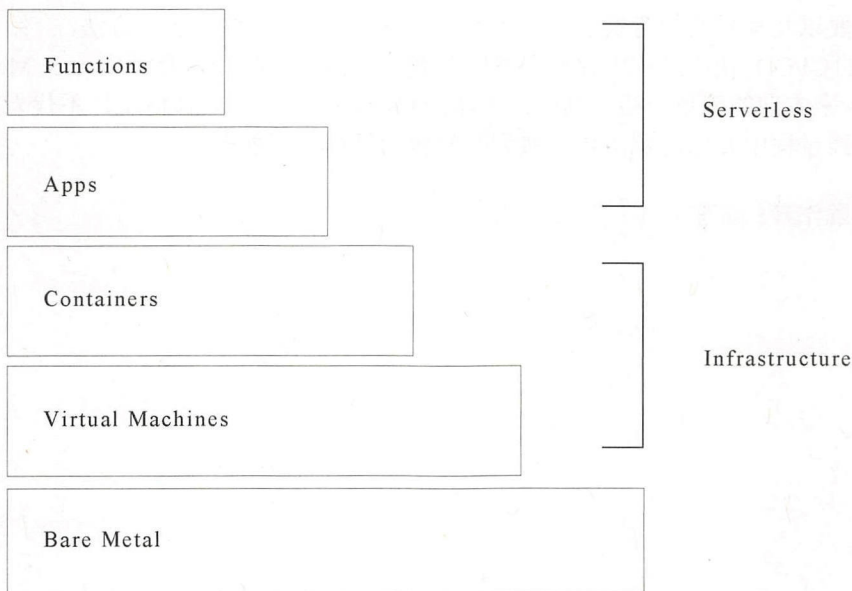 Functions
Serverless
Apps
Containers
Infrastructure
Virtual Machines
Bare Metal